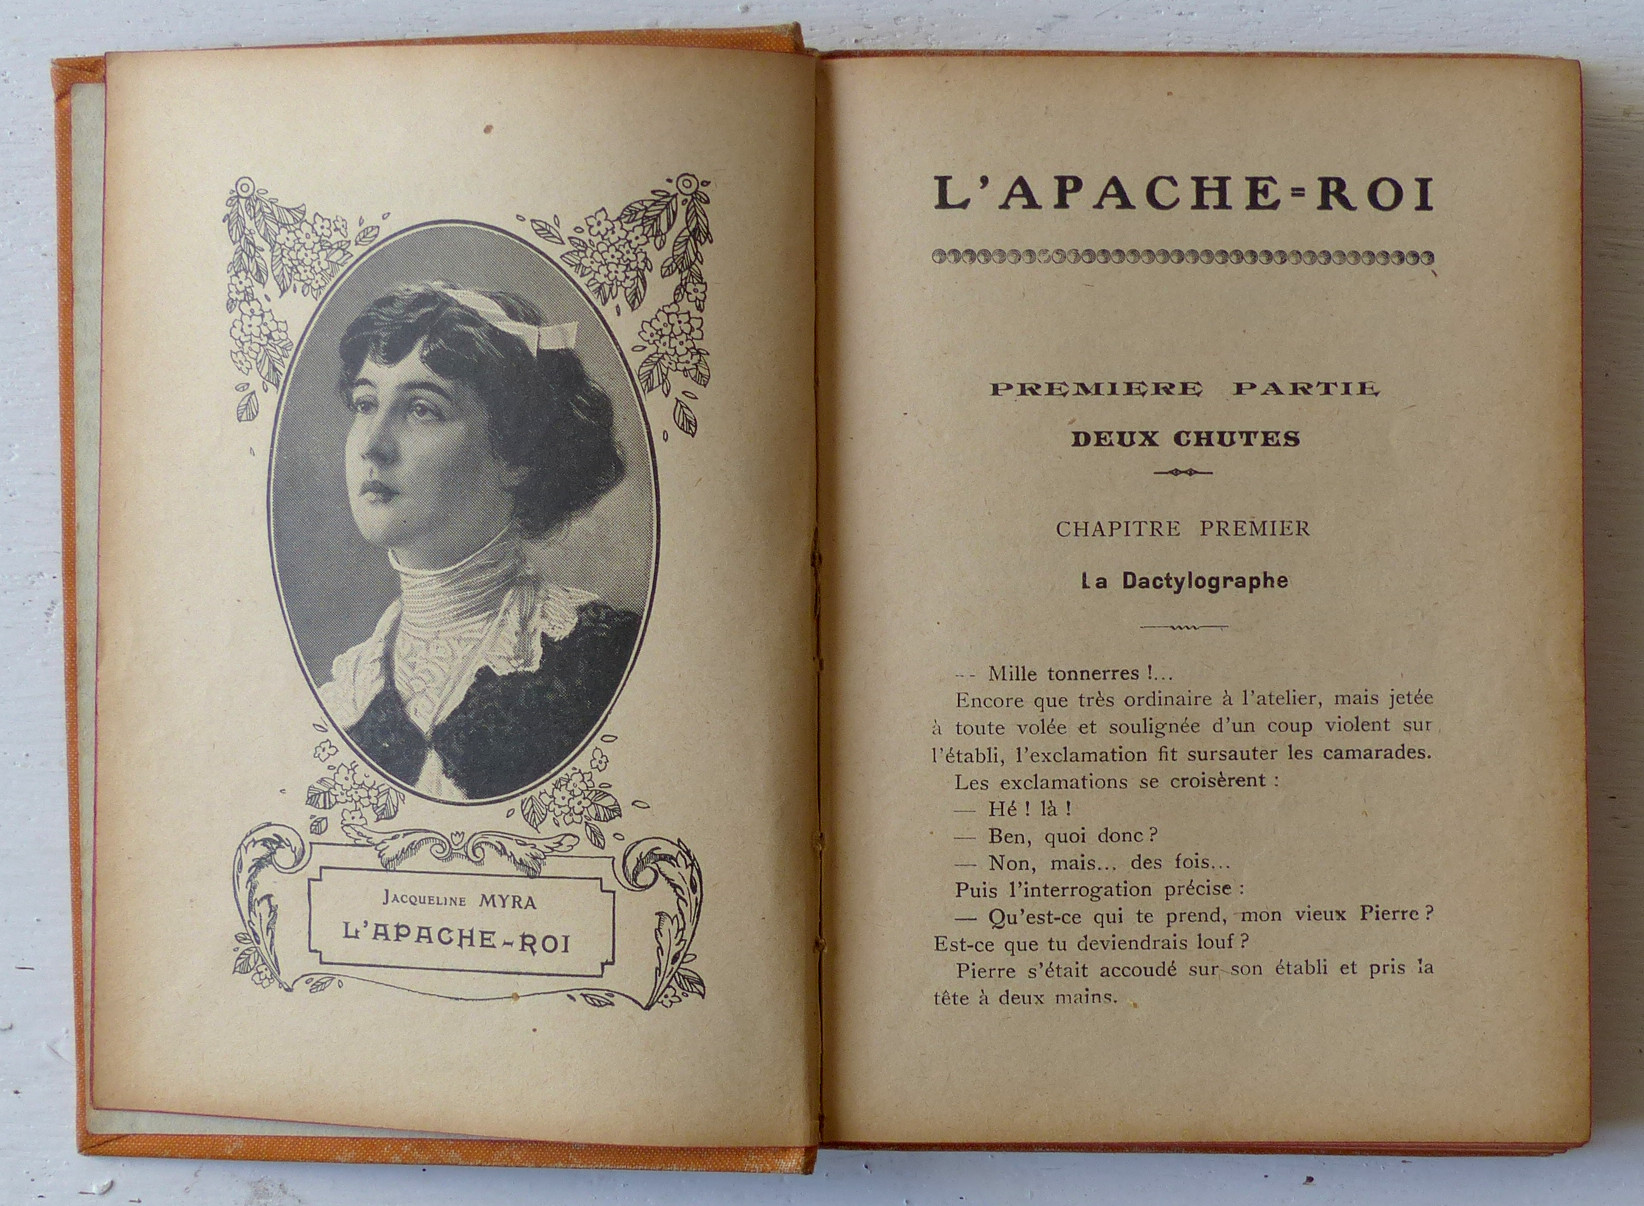 Jacqueline MYRA
L'APACHE-ROI
L'APACHE=ROI
PREMIERE PARTIE
DEUX CHUTES
CHAPITRE PREMIER
La Dactylographe
-- Mille tonnerres !...
Encore que très ordinaire à l'atelier, mais jetée
à toute volée et soulignée d'un coup violent sur
l'établi, l'exclamation fit sursauter les camarades.
Les exclamations se croisèrent :
— Hé ! là !
— Ben, quoi donc ?
— Non, mais... des fois...
Puis l'interrogation précise :
— Qu'est-ce qui te prend, mon vieux Pierre ?
Est-ce que tu deviendrais louf ?
Pierre s'était accoudé sur son établi et pris la
tête à deux mains.